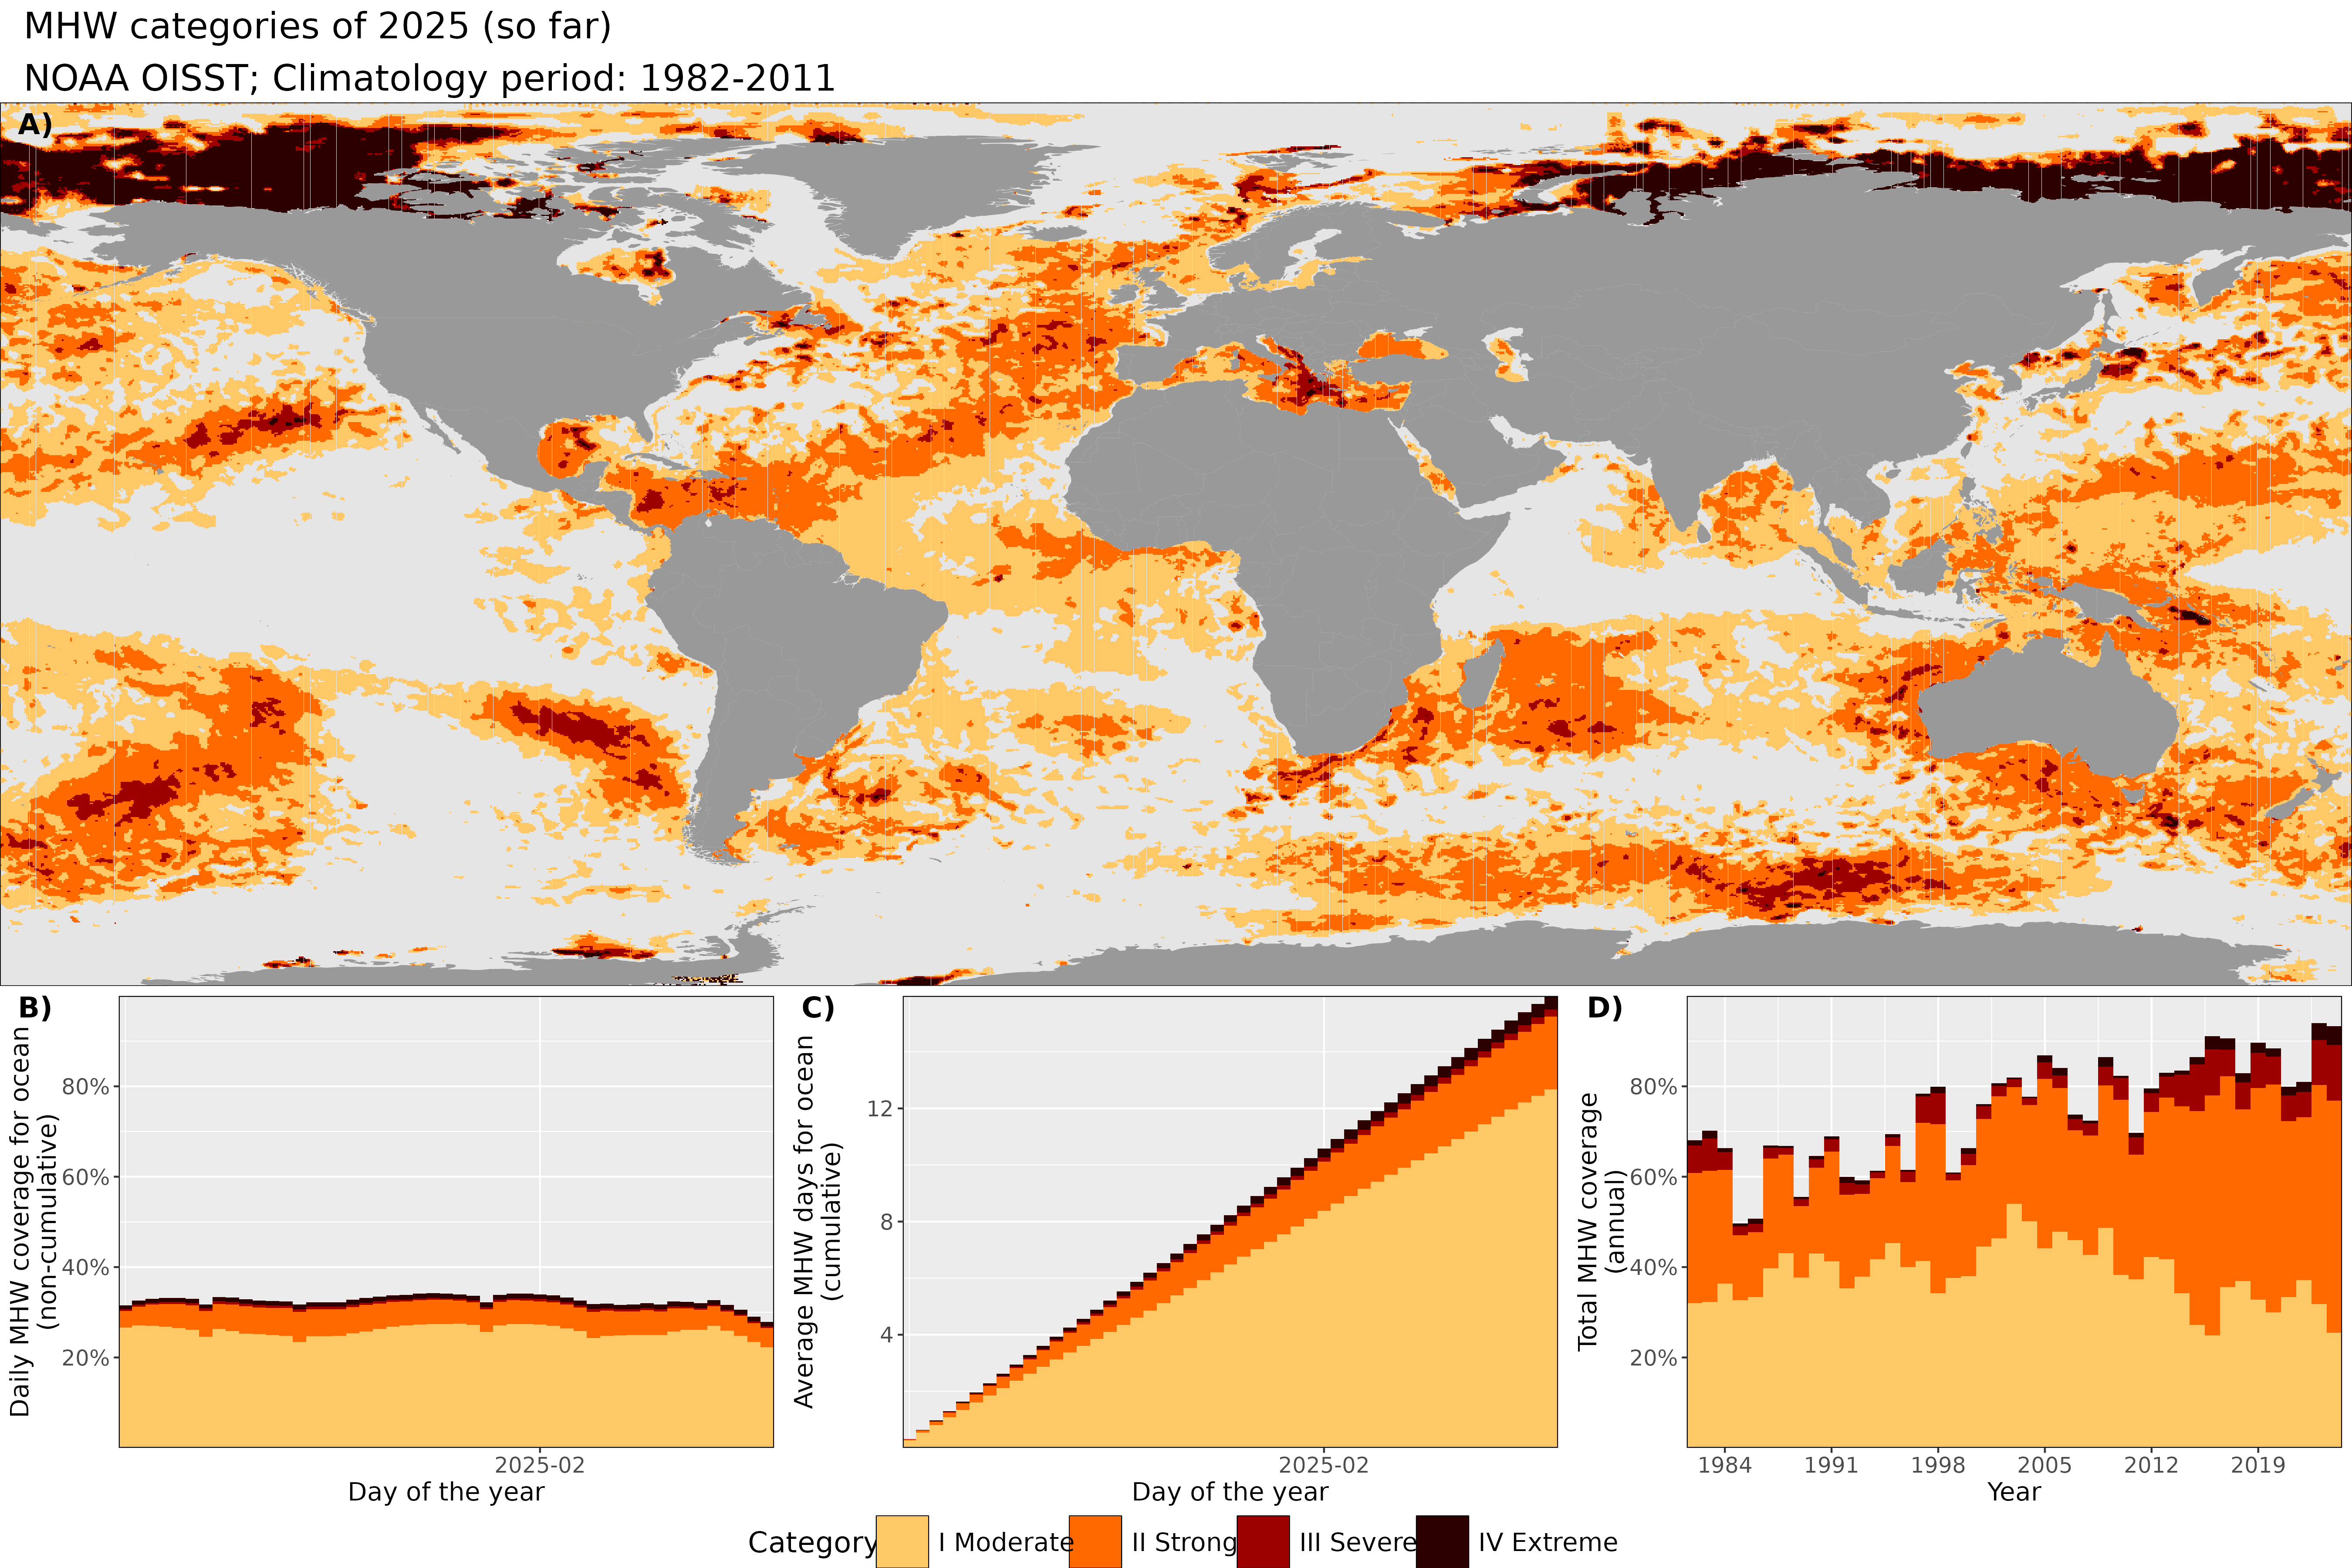 MHW categories of 2025 (so far)
NOAA OISST; Climatology period: 1982-2011
A)
B)
Daily MHW coverage for ocean
(non-cumulative)
80%
60%
40%
20%
2025-02
Day of the year
C)
Average MHW days for ocean
(cumulative)
12
8
4
2025-02
Day of the year
D)
Total MHW coverage
(annual)
80%
60%
40%
20%
1984 1991 1998 2005 2012 2019
Year
Category I Moderate II Strong III Severe IV Extreme